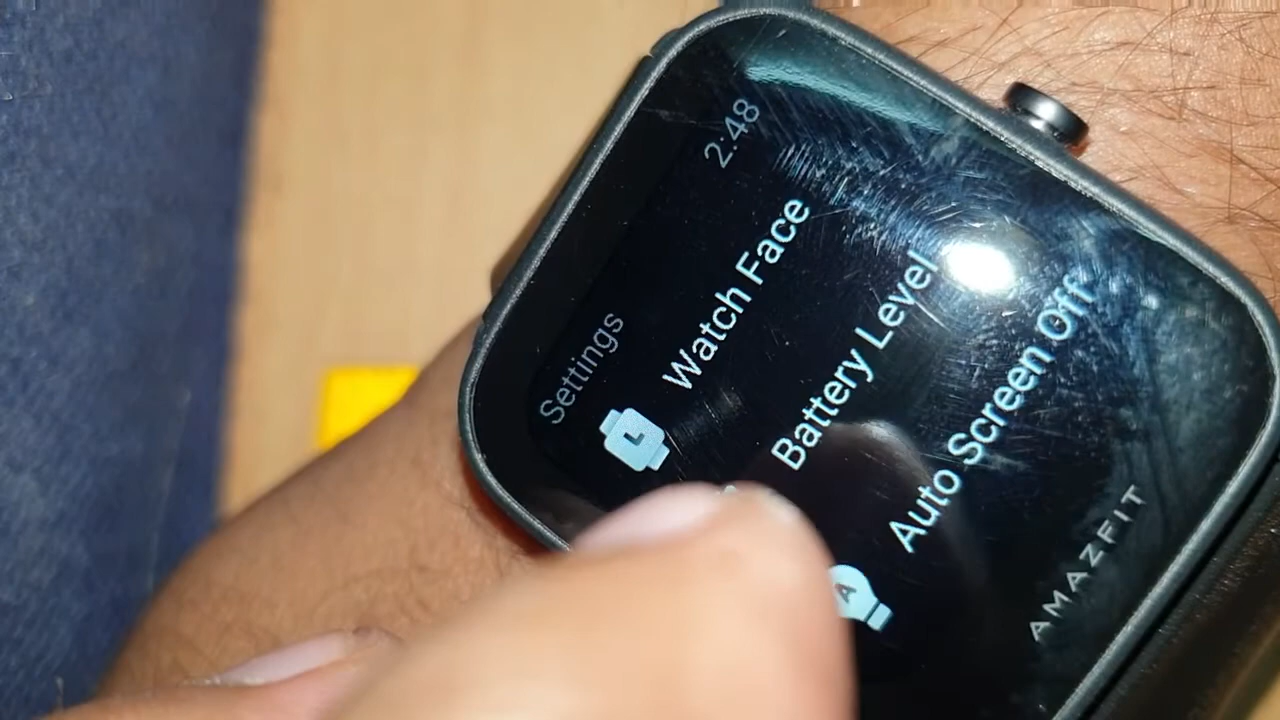 2:48
Settings
Watch Face
Battery Level
Auto Screen Off
AMAZFIT
L
A